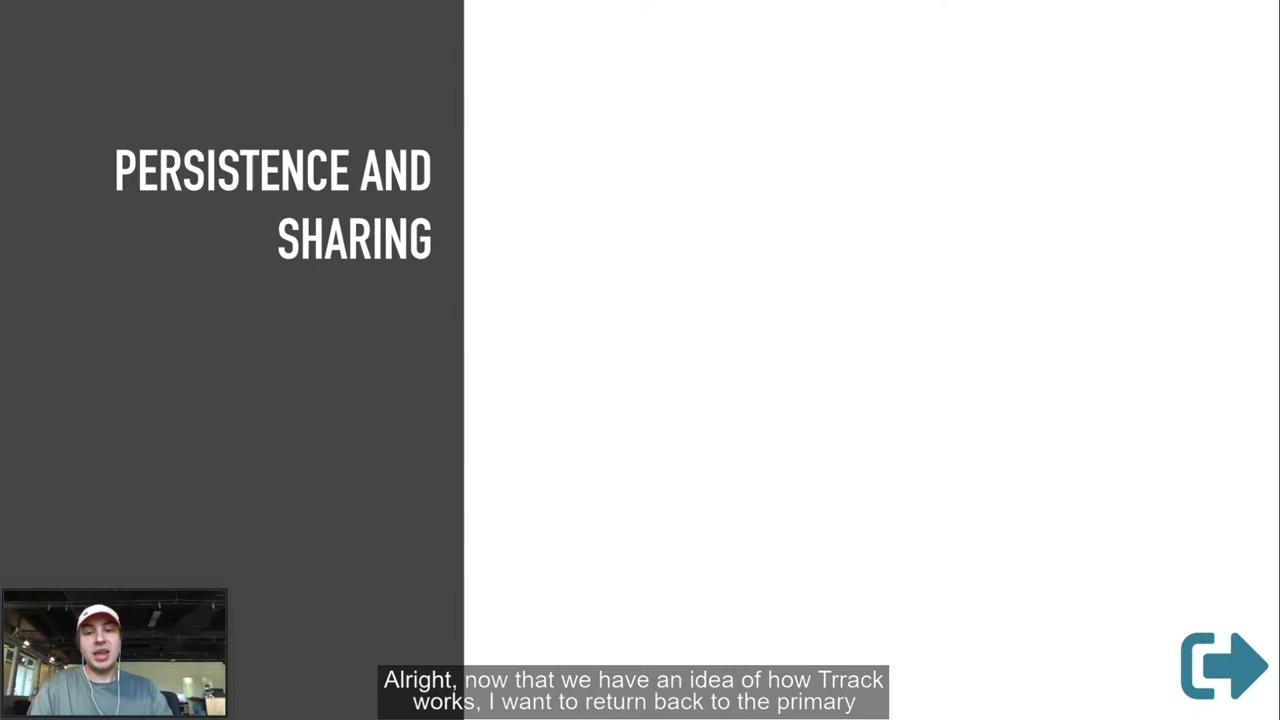 PERSISTENCE AND
SHARING
Alright, now that we have an idea of how Trrack
works, I want to return back to the primary